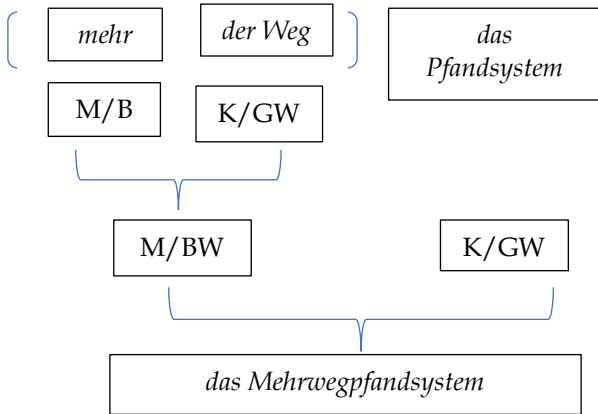 mehr
der Weg
das
Pfandsystem
M/B
K/GW
M/BW
K/GW
das Mehrwegpfandsystem